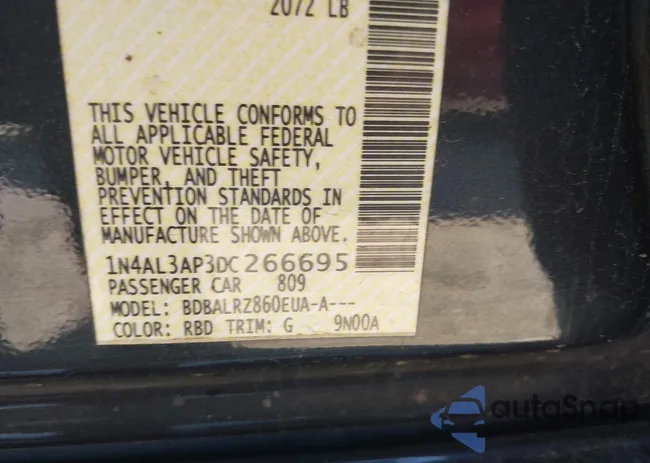 2072 LB
THIS VEHICLE CONFORMS TO
ALL APPLICABLE FEDERAL
MOTOR VEHICLE SAFETY,
BUMPER, AND THEFT
PREVENTION STANDARDS IN
EFFECT ON THE DATE OF
MANUFACTURE SHOWN ABOVE.
1N4AL3AP3DC266695
PASSENGER CAR 809
MODEL: BDBALRZ860EUA-A---
COLOR: RBD TRIM: G 9N00A
autoSnap